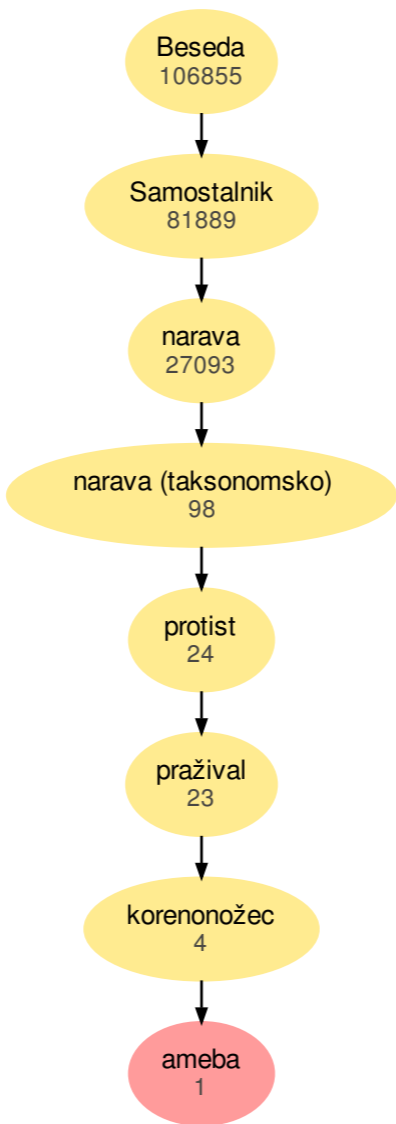 Beseda
106855
Samostalnik
81889
narava
27093
narava (taksonomsko)
98
protist
24
pražival
23
korenonožec
4
ameba
1